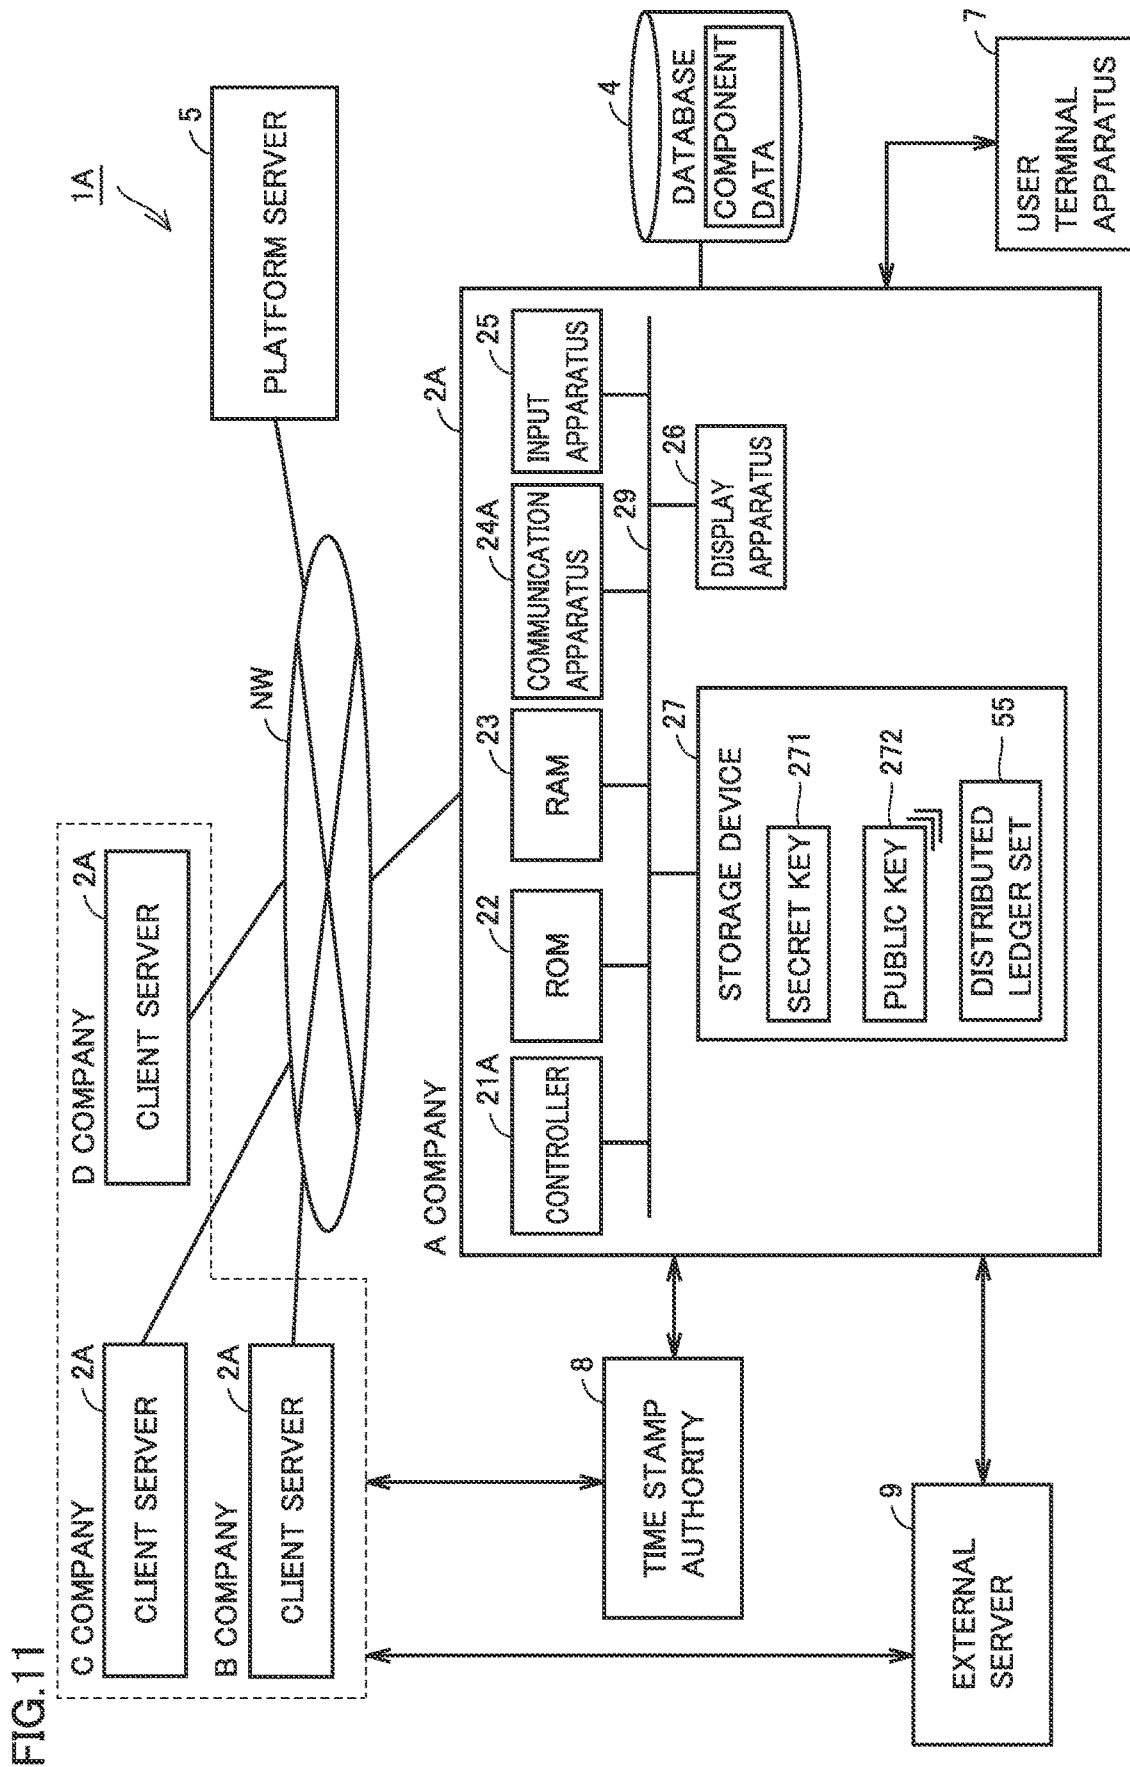 FIG.11
1A
C COMPANY
2A
CLIENT SERVER
D COMPANY
2A
CLIENT SERVER
B COMPANY
2A
CLIENT SERVER
NW
5
PLATFORM SERVER
A COMPANY
2A
21A
CONTROLLER
22
ROM
23
RAM
24A
COMMUNICATION
APPARATUS
25
INPUT
APPARATUS
29
27
STORAGE DEVICE
271
SECRET KEY
272
PUBLIC KEY
55
DISTRIBUTED
LEDGER SET
26
DISPLAY
APPARATUS
4
DATABASE
COMPONENT
DATA
7
USER
TERMINAL
APPARATUS
8
TIME STAMP
AUTHORITY
9
EXTERNAL
SERVER